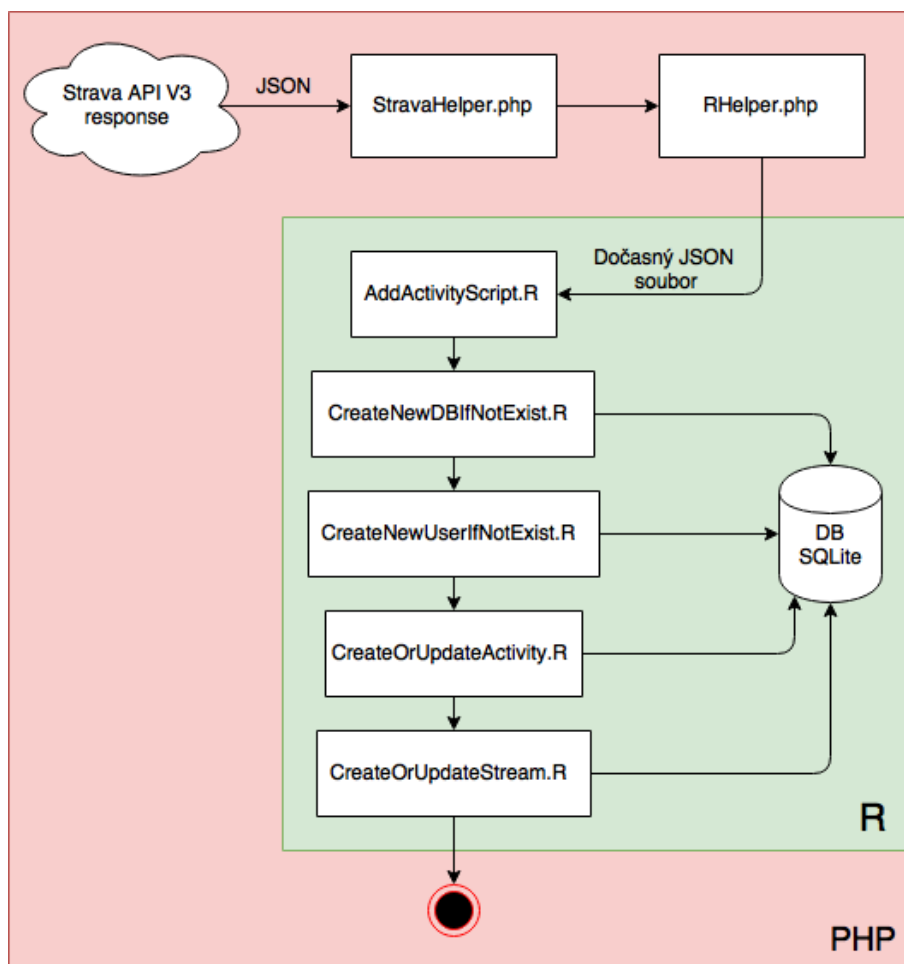 Strava API V3
response
JSON
StravaHelper.php
RHelper.php
Dočasný JSON
soubor
AddActivityScript.R
CreateNewDBIfNotExist.R
CreateNewUserIfNotExist.R
DB
SQLite
CreateOrUpdateActivity.R
CreateOrUpdateStream.R
R
PHP